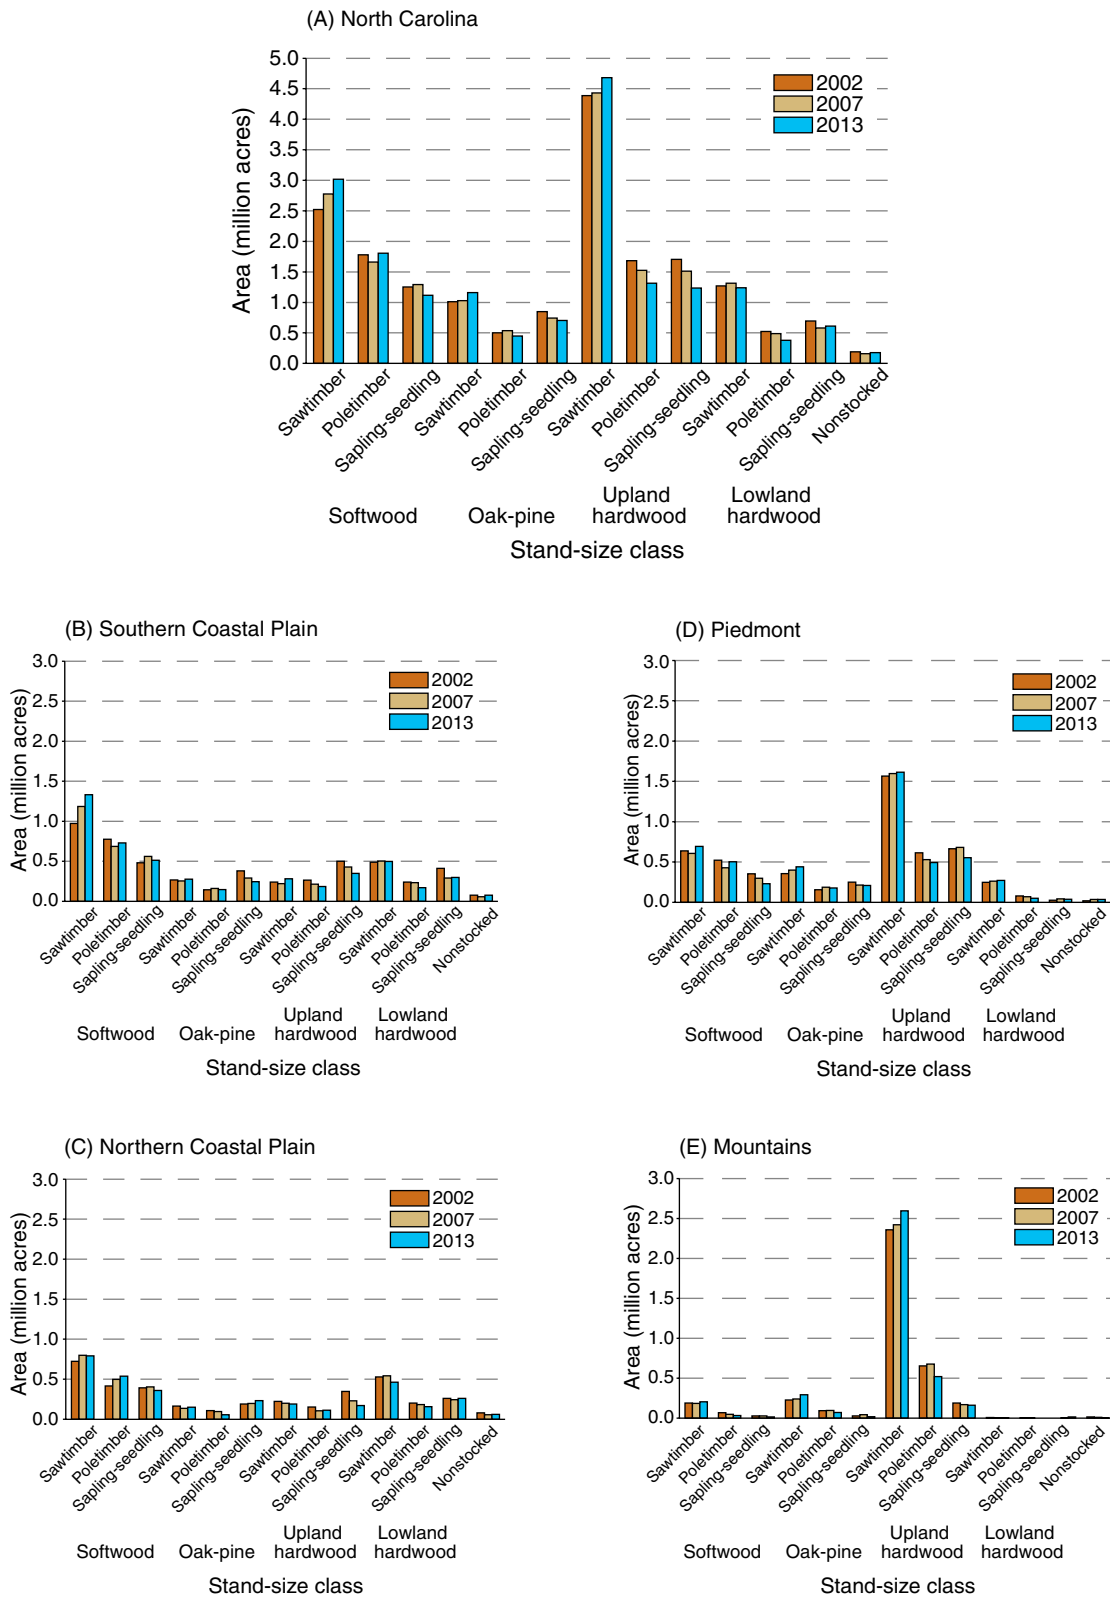 (A) North Carolina
5.0
4.5
4.0
3.5
3.0
2.5
2.0
1.5
1.0
0.5
0.0
Area (million acres)
2002
2007
2013
Sawtimber
Poletimber
Sapling-seedling
Sawtimber
Poletimber
Sapling-seedling
Sawtimber
Poletimber
Sapling-seedling
Sawtimber
Poletimber
Sapling-seedling
Nonstocked
Softwood
Oak-pine
Upland
hardwood
Lowland
hardwood
Stand-size class
(B) Southern Coastal Plain
3.0
2.5
2.0
1.5
1.0
0.5
0.0
Area (million acres)
2002
2007
2013
Sawtimber
Poletimber
Sapling-seedling
Sawtimber
Poletimber
Sapling-seedling
Sawtimber
Poletimber
Sapling-seedling
Sawtimber
Poletimber
Sapling-seedling
Nonstocked
Softwood
Oak-pine
Upland
hardwood
Lowland
hardwood
Stand-size class
(D) Piedmont
3.0
2.5
2.0
1.5
1.0
0.5
0.0
Area (million acres)
2002
2007
2013
Sawtimber
Poletimber
Sapling-seedling
Sawtimber
Poletimber
Sapling-seedling
Sawtimber
Poletimber
Sapling-seedling
Sawtimber
Poletimber
Sapling-seedling
Nonstocked
Softwood
Oak-pine
Upland
hardwood
Lowland
hardwood
Stand-size class
(C) Northern Coastal Plain
3.0
2.5
2.0
1.5
1.0
0.5
0.0
Area (million acres)
2002
2007
2013
Sawtimber
Poletimber
Sapling-seedling
Sawtimber
Poletimber
Sapling-seedling
Sawtimber
Poletimber
Sapling-seedling
Sawtimber
Poletimber
Sapling-seedling
Nonstocked
Softwood
Oak-pine
Upland
hardwood
Lowland
hardwood
Stand-size class
(E) Mountains
3.0
2.5
2.0
1.5
1.0
0.5
0.0
Area (million acres)
2002
2007
2013
Sawtimber
Poletimber
Sapling-seedling
Sawtimber
Poletimber
Sapling-seedling
Sawtimber
Poletimber
Sapling-seedling
Sawtimber
Poletimber
Sapling-seedling
Nonstocked
Softwood
Oak-pine
Upland
hardwood
Lowland
hardwood
Stand-size class